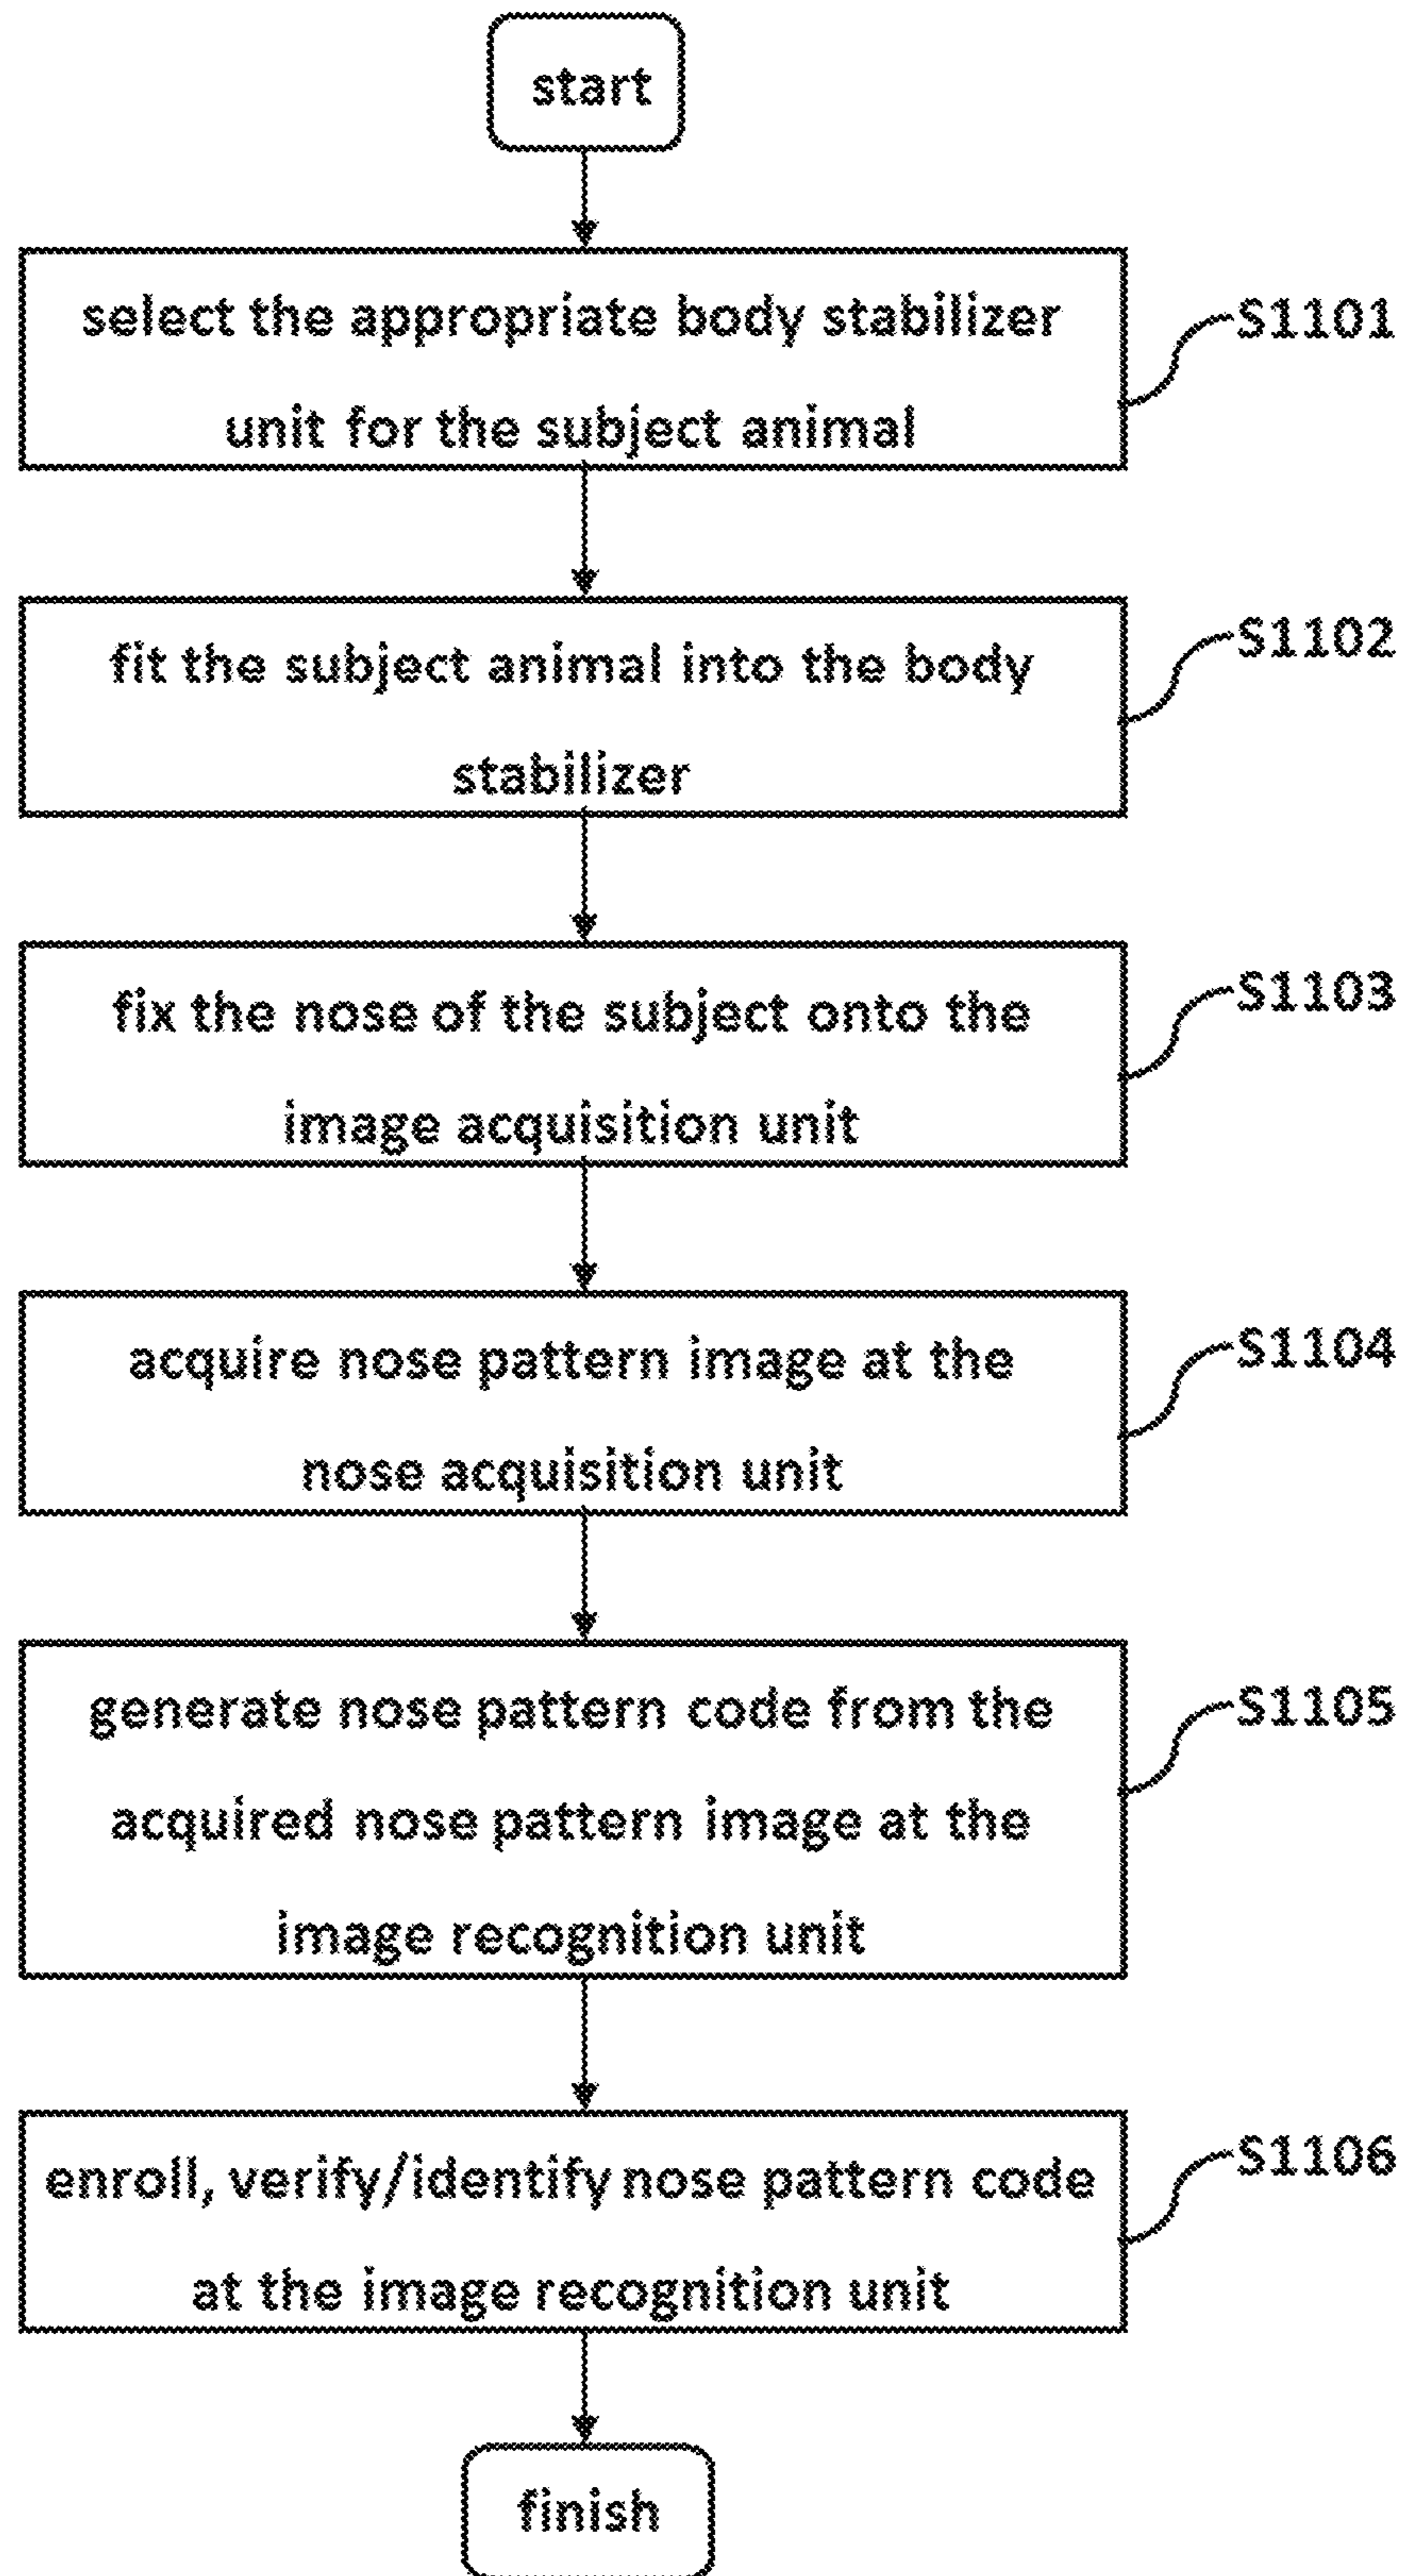 start
select the appropriate body stabilizer
unit for the subject animal
S1101
fit the subject animal into the body
stabilizer
S1102
fix the nose of the subject onto the
image acquisition unit
S1103
acquire nose pattern image at the
nose acquisition unit
S1104
generate nose pattern code from the
acquired nose pattern image at the
image recognition unit
S1105
enroll, verify/identify nose pattern code
at the image recognition unit
S1106
finish